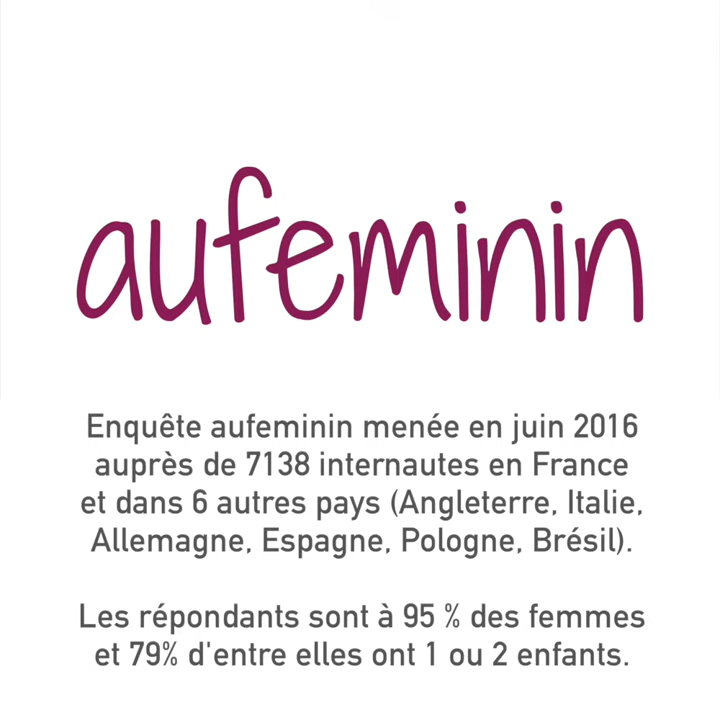 aufeminin
Enquête aufeminin menée en juin 2016
auprès de 7138 internautes en France
et dans 6 autres pays (Angleterre, Italie,
Allemagne, Espagne, Pologne, Brésil).
Les répondants sont à 95 % des femmes
et 79% d'entre elles ont 1 ou 2 enfants.